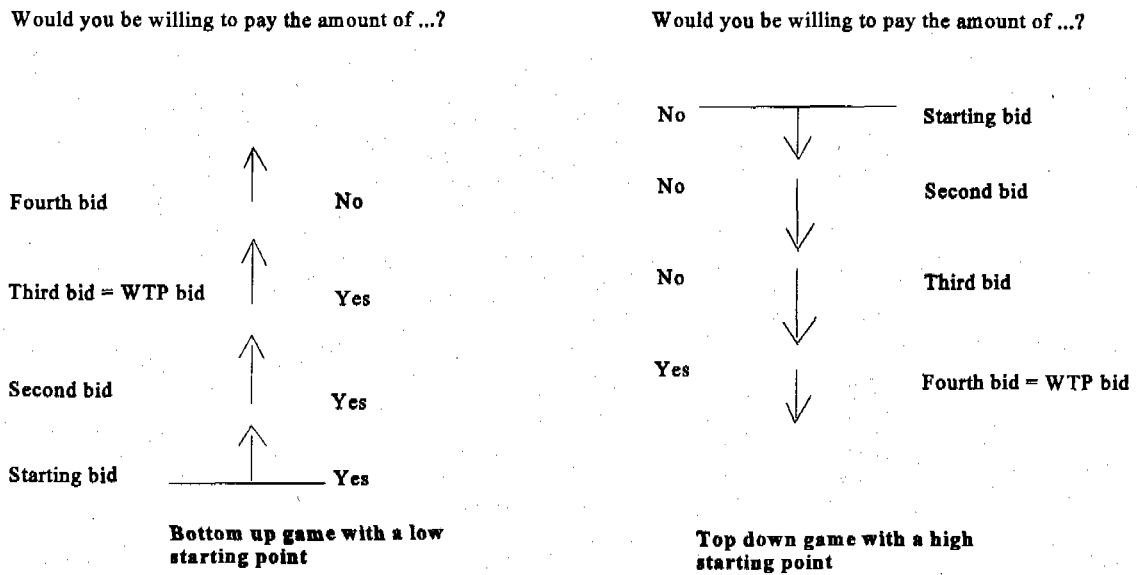 Would you be willing to pay the amount of ...?
Fourth bid
No
Third bid = WTP bid
Yes
Second bid
Yes
Starting bid
Yes
Bottom up game with a low
starting point
Would you be willing to pay the amount of ...?
No
Starting bid
No
Second bid
No
Third bid
Yes
Fourth bid = WTP bid
Top down game with a high
starting point